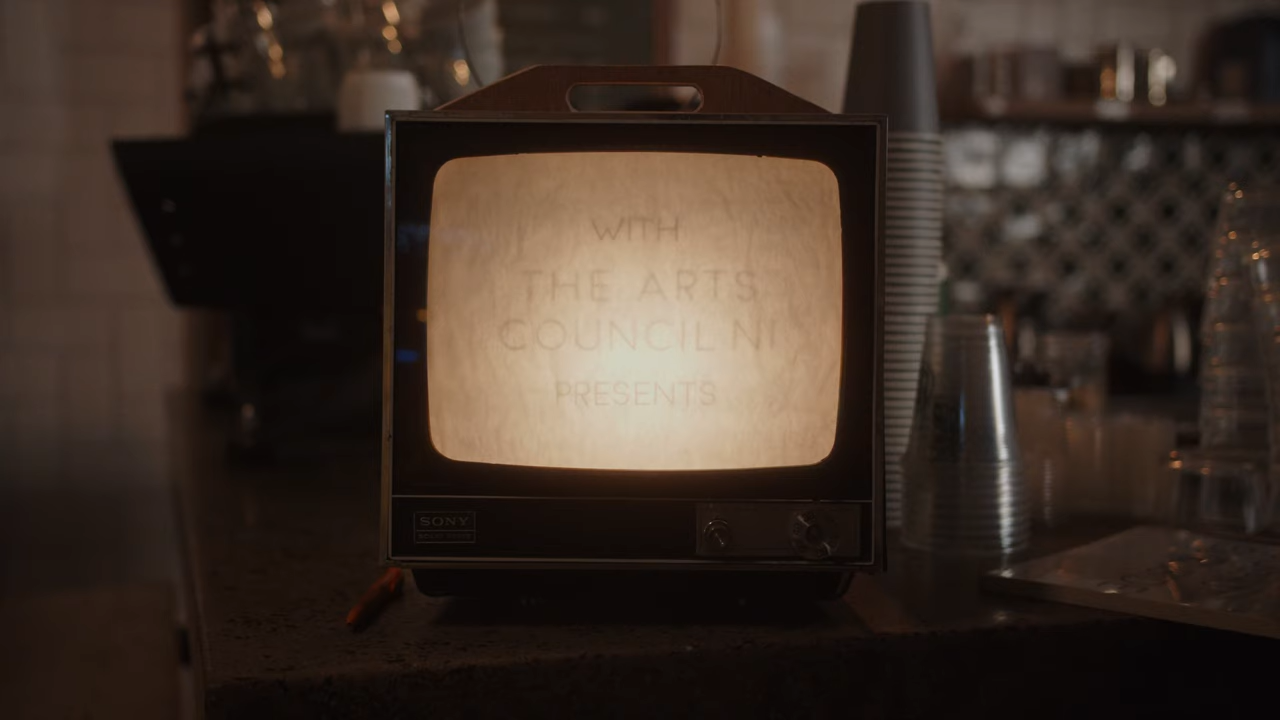 WITH
THE ARTS
COUNCIL NI
PRESENTS
SONY